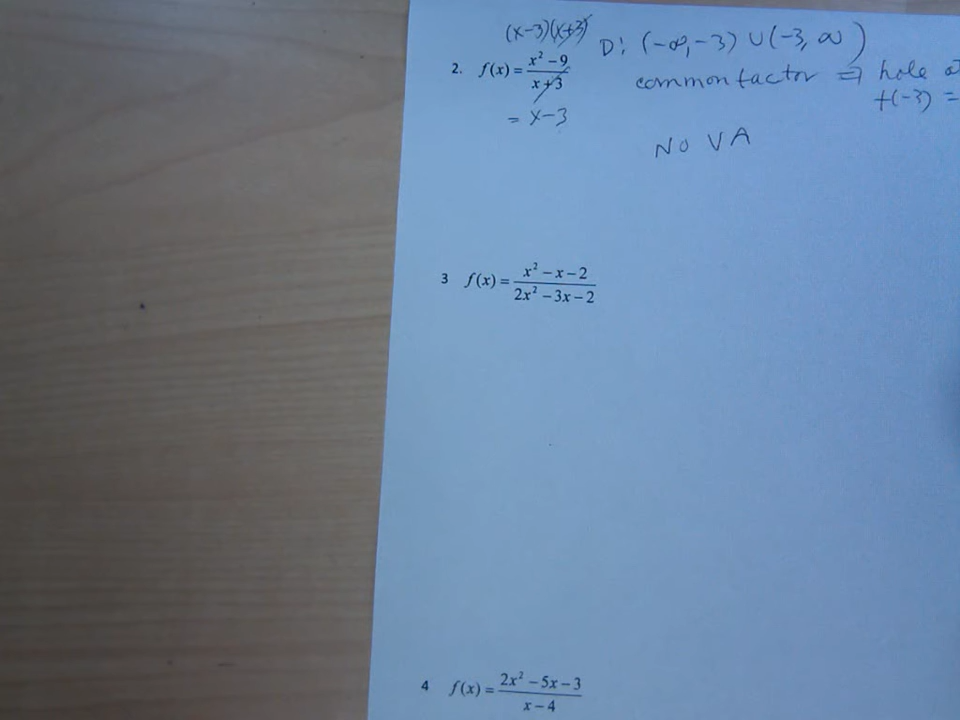 (x-3)(x+3)
2. f(x) = (x² - 9)/(x + 3) D: (-∞, -3) ∪ (-3, ∞)
= x-3 common factor ⇒ hole
f(-3) =
NO VA
3 f(x) = (x² - x - 2)/(2x² - 3x - 2)
4 f(x) = (2x² - 5x - 3)/(x - 4)